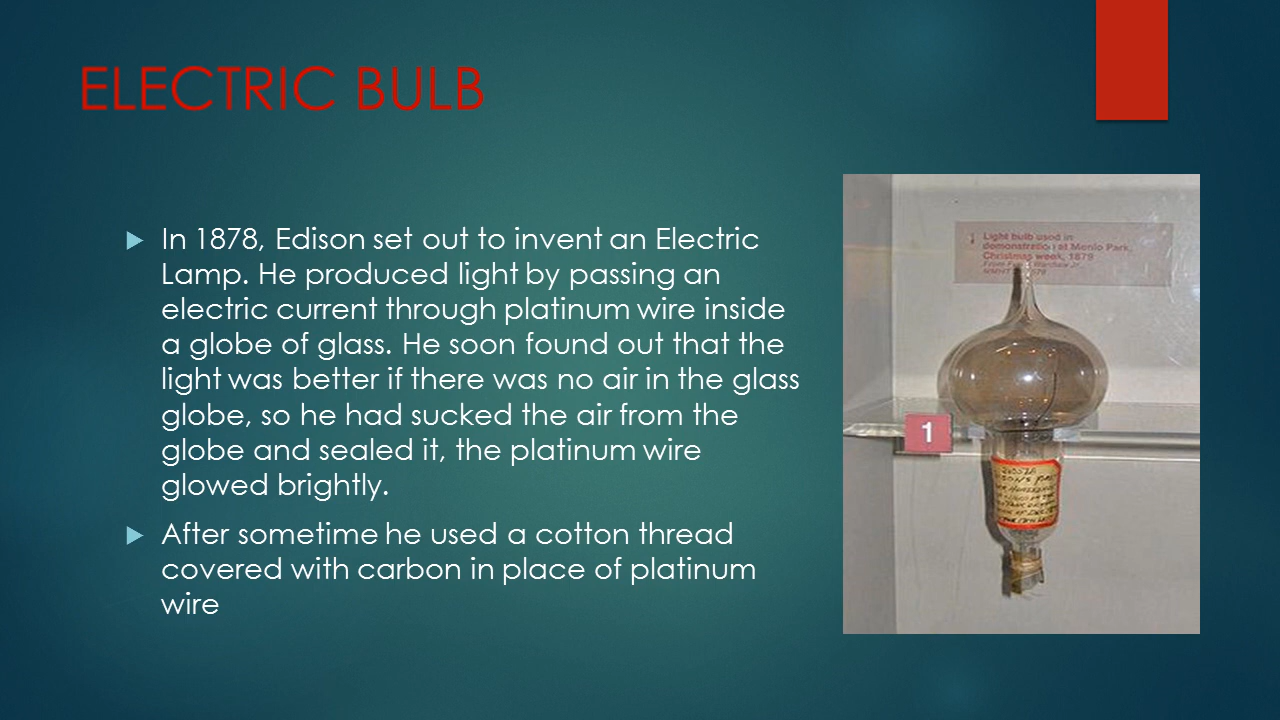 ELECTRIC BULB
In 1878, Edison set out to invent an Electric
Lamp. He produced light by passing an
electric current through platinum wire inside
a globe of glass. He soon found out that the
light was better if there was no air in the glass
globe, so he had sucked the air from the
globe and sealed it, the platinum wire
glowed brightly.
After sometime he used a cotton thread
covered with carbon in place of platinum
wire
1 Light bulb used in
demonstration at Menlo Park,
Christmas week, 1879
1